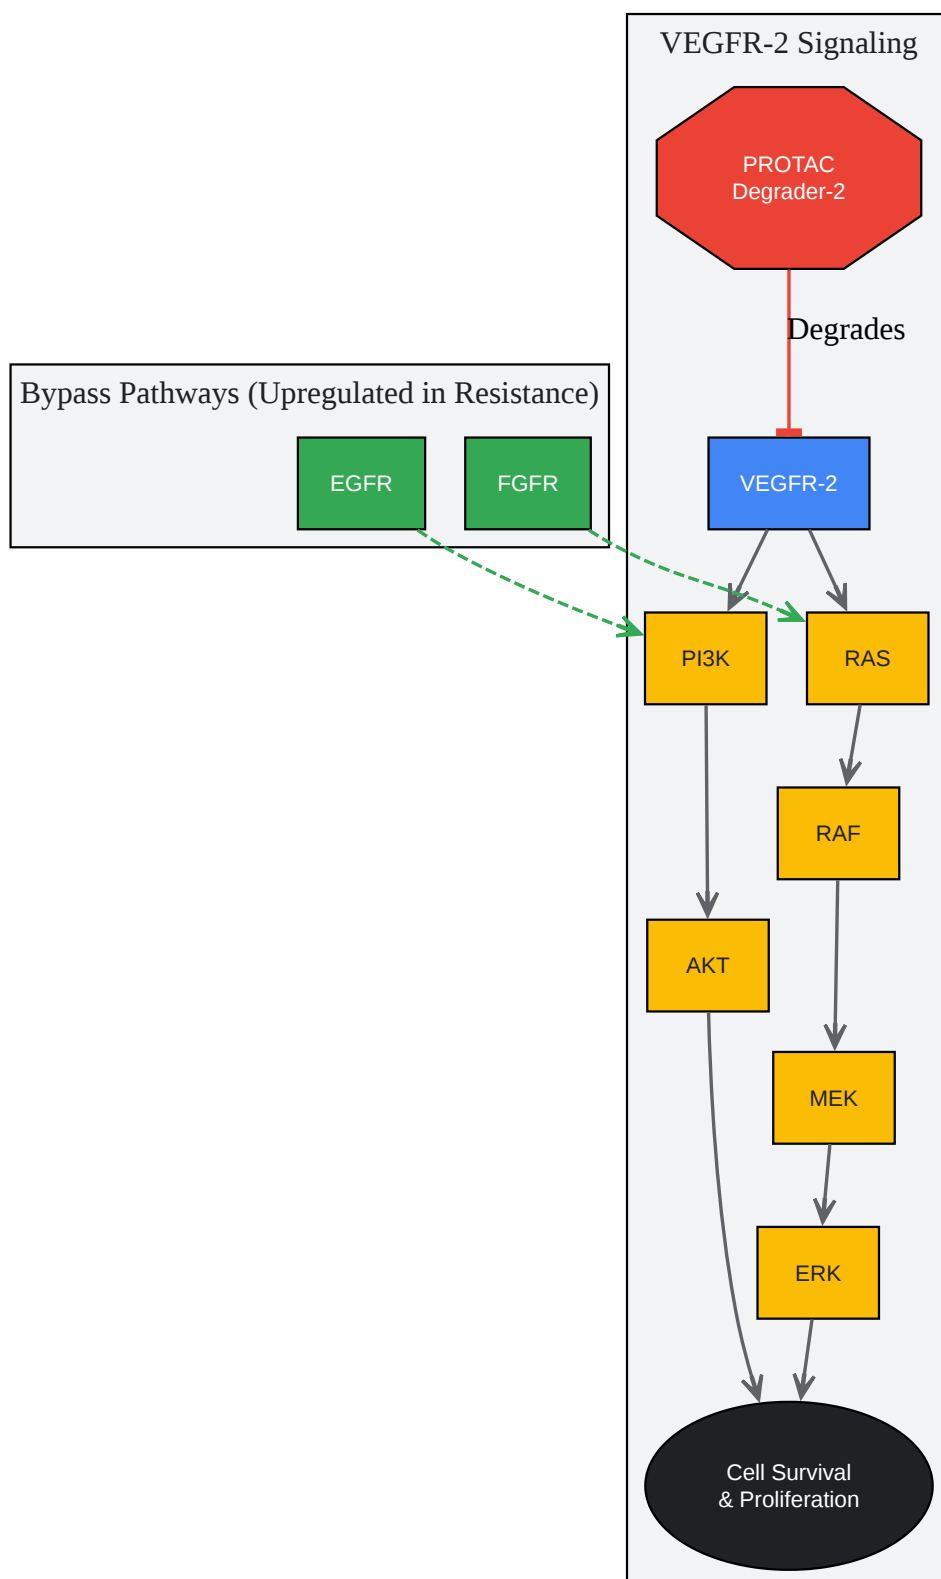 VEGFR-2 Signaling
PROTAC
Degrader-2
Degrades
Bypass Pathways (Upregulated in Resistance)
EGFR
FGFR
VEGFR-2
PI3K
RAS
RAF
AKT
MEK
ERK
Cell Survival
& Proliferation